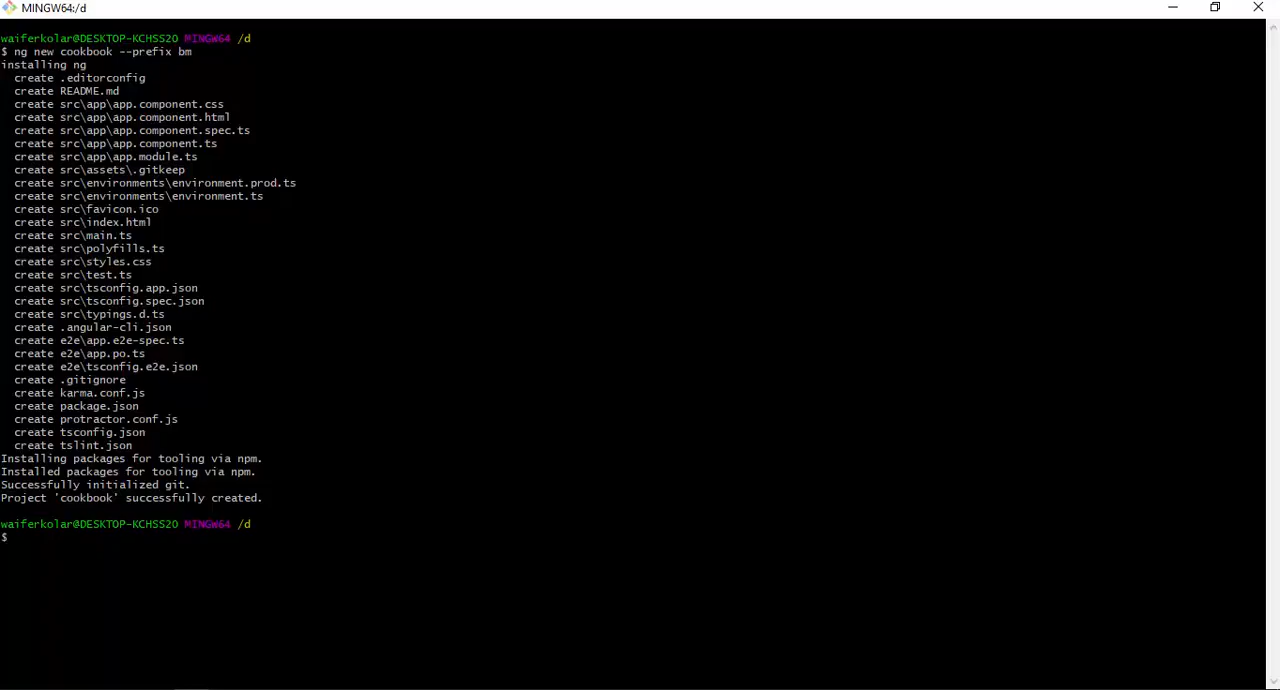 MINGW64:/d
waiferkolar@DESKTOP-KCHSS2O MINGW64 /d
$ ng new cookbook --prefix bm
installing ng
  create .editorconfig
  create README.md
  create src\app\app.component.css
  create src\app\app.component.html
  create src\app\app.component.spec.ts
  create src\app\app.component.ts
  create src\app\app.module.ts
  create src\assets\.gitkeep
  create src\environments\environment.prod.ts
  create src\environments\environment.ts
  create src\favicon.ico
  create src\index.html
  create src\main.ts
  create src\polyfills.ts
  create src\styles.css
  create src\test.ts
  create src\tsconfig.app.json
  create src\tsconfig.spec.json
  create src\typings.d.ts
  create .angular-cli.json
  create e2e\app.e2e-spec.ts
  create e2e\app.po.ts
  create e2e\tsconfig.e2e.json
  create .gitignore
  create karma.conf.js
  create package.json
  create protractor.conf.js
  create tsconfig.json
  create tslint.json
Installing packages for tooling via npm.
Installed packages for tooling via npm.
Successfully initialized git.
Project 'cookbook' successfully created.
waiferkolar@DESKTOP-KCHSS2O MINGW64 /d
$